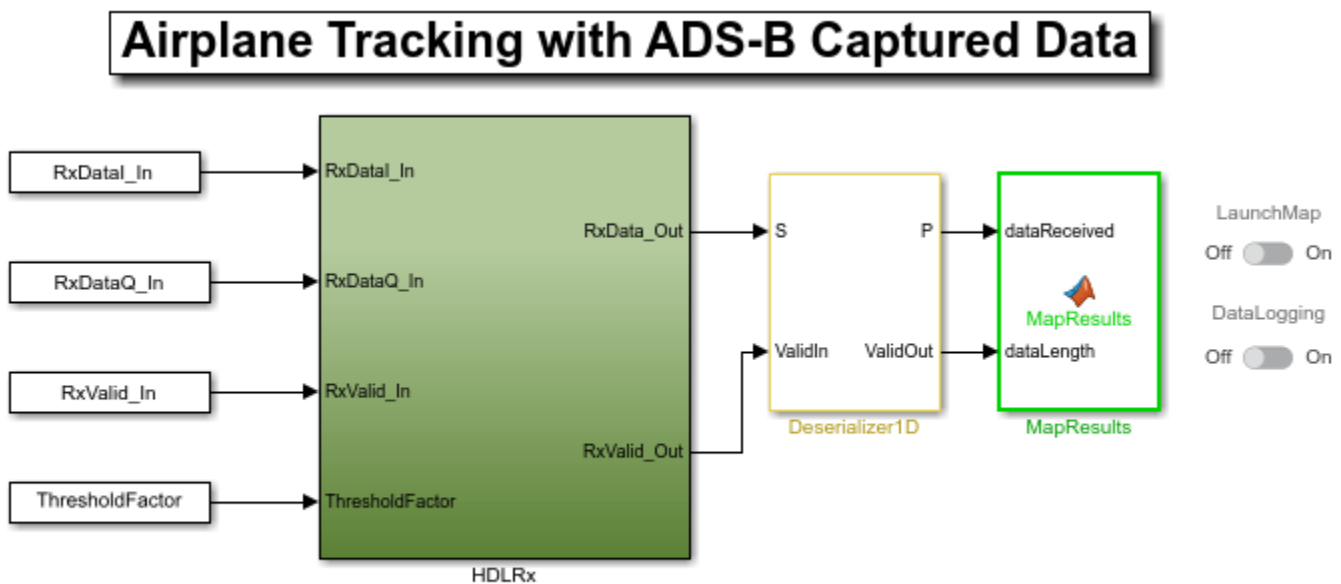 Airplane Tracking with ADS-B Captured Data
RxDataI_In
RxDataQ_In
RxValid_In
ThresholdFactor
RxDataI_In
RxDataQ_In
RxValid_In
ThresholdFactor
RxData_Out
RxValid_Out
HDLRx
S
P
ValidIn
ValidOut
Deserializer1D
dataReceived
MapResults
dataLength
MapResults
LaunchMap
Off On
DataLogging
Off On